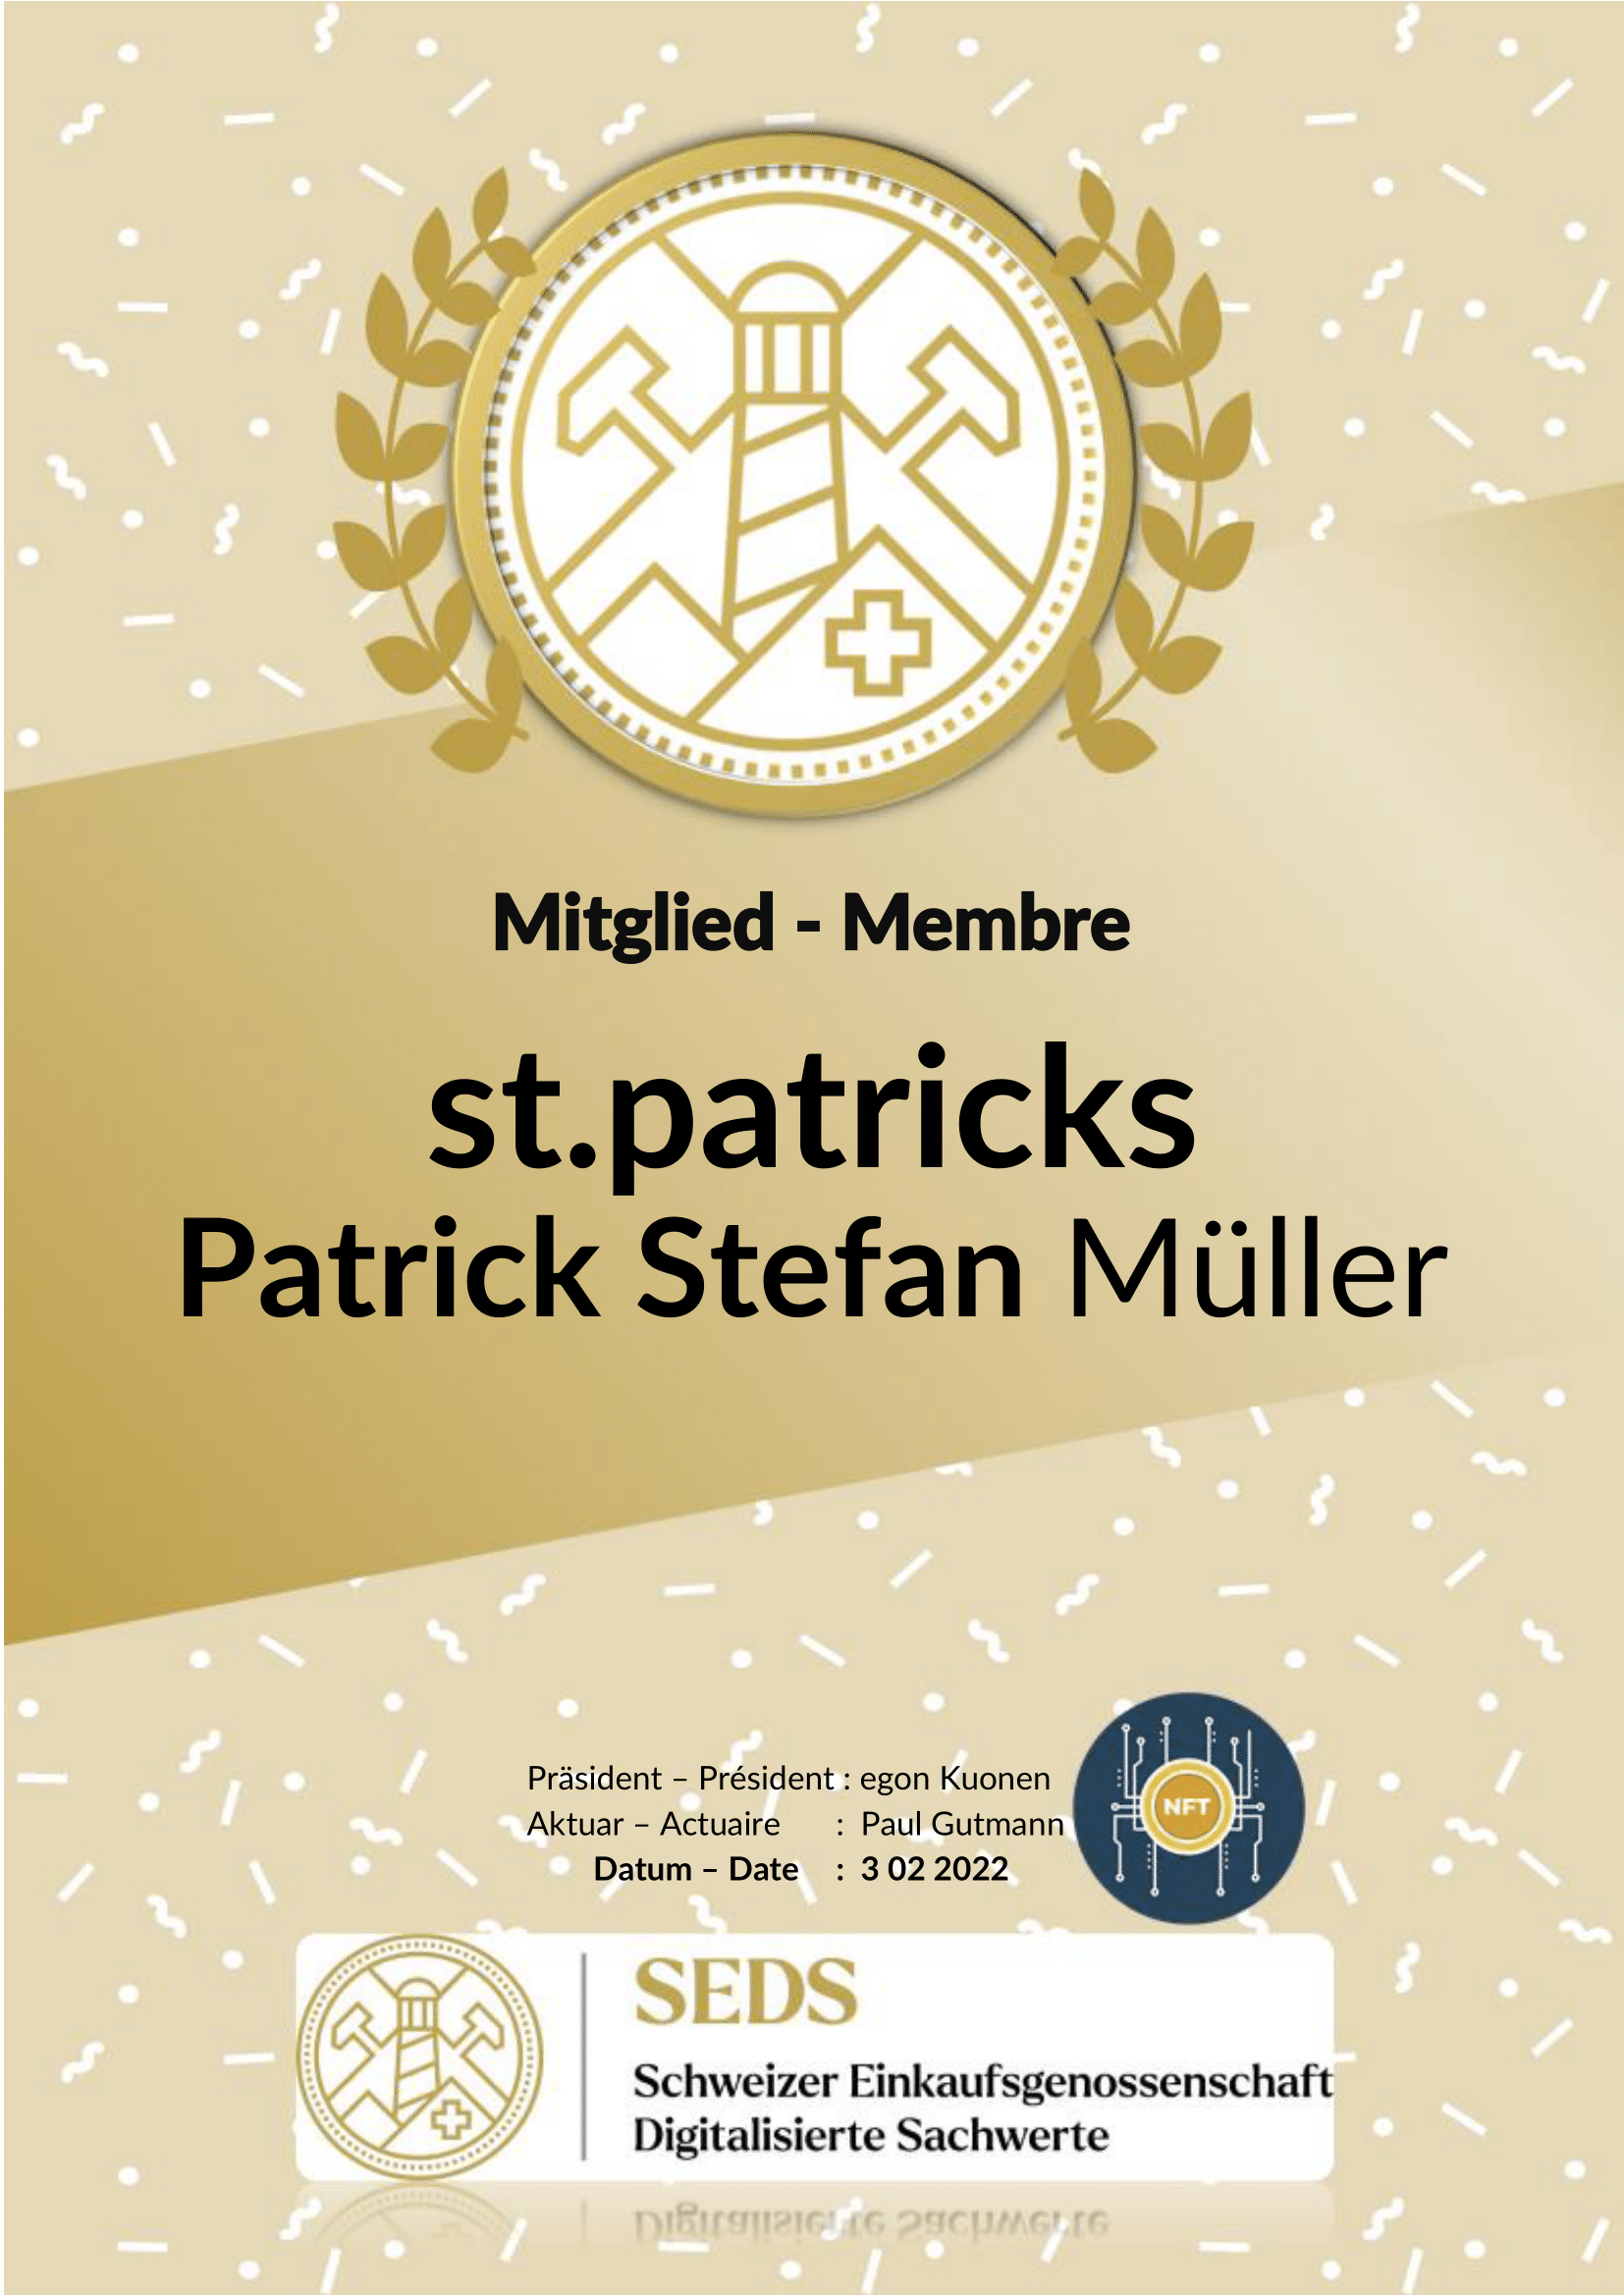 Mitglied - Membre
st.patricks
Patrick Stefan Müller
Präsident – Président : egon Kuonen
Aktuar – Actuaire : Paul Gutmann
Datum – Date : 3 02 2022
NFT
SEDS
Schweizer Einkaufsgenossenschaft
Digitalisierte Sachwerte